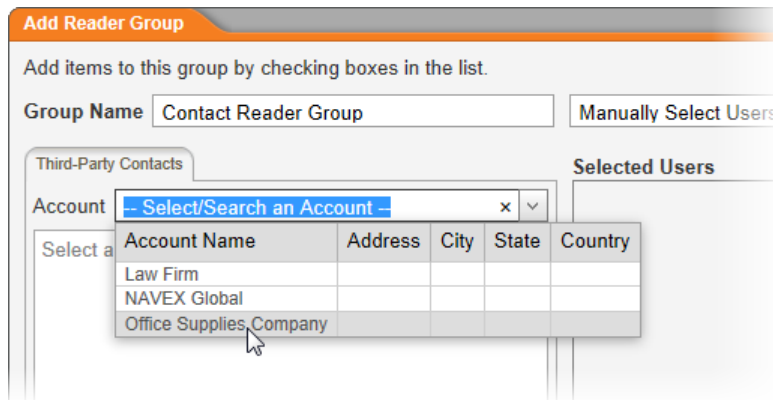 Add Reader Group
Add items to this group by checking boxes in the list.
Group Name Contact Reader Group Manually Select Users
Third-Party Contacts
Selected Users
Account -- Select/Search an Account --
Select a
Account Name Address City State Country
Law Firm
NAVEX Global
Office Supplies Company